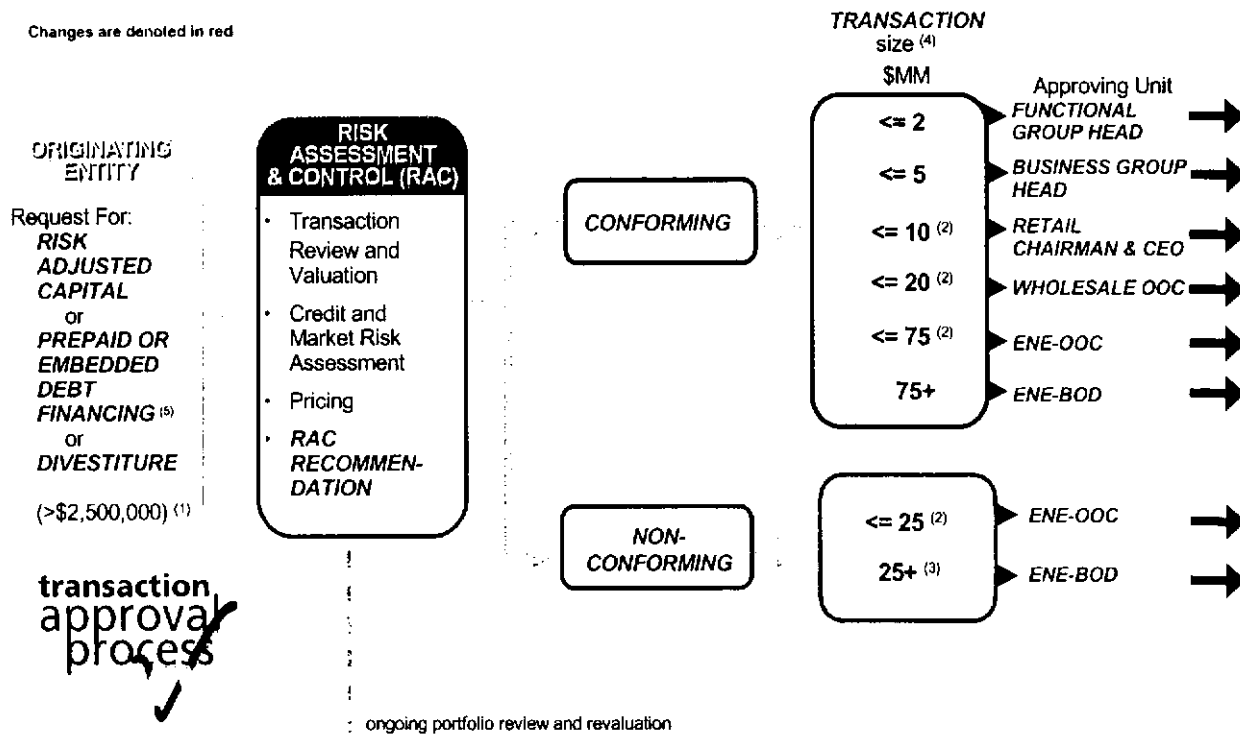 Changes are denoted in red
ORIGINATING
ENTITY
Request For:
RISK
ADJUSTED
CAPITAL
or
PREPAID OR
EMBEDDED
DEBT
FINANCING (5)
or
DIVESTITURE
(>$2,500,000) (1)
transaction
approval
process
RISK
ASSESSMENT
& CONTROL (RAC)
· Transaction
Review and
Valuation
· Credit and
Market Risk
Assessment
· Pricing
· RAC
RECOMMEN-
DATION
ongoing portfolio review and revaluation
CONFORMING
NON-
CONFORMING
TRANSACTION
size (4)
$MM
Approving Unit
<= 2
FUNCTIONAL
GROUP HEAD
<= 5
BUSINESS GROUP
HEAD
<= 10 (2)
RETAIL
CHAIRMAN & CEO
<= 20 (2)
WHOLESALE OOC
<= 75 (2)
ENE-OOC
75+
ENE-BOD
<= 25 (2)
ENE-OOC
25+ (3)
ENE-BOD